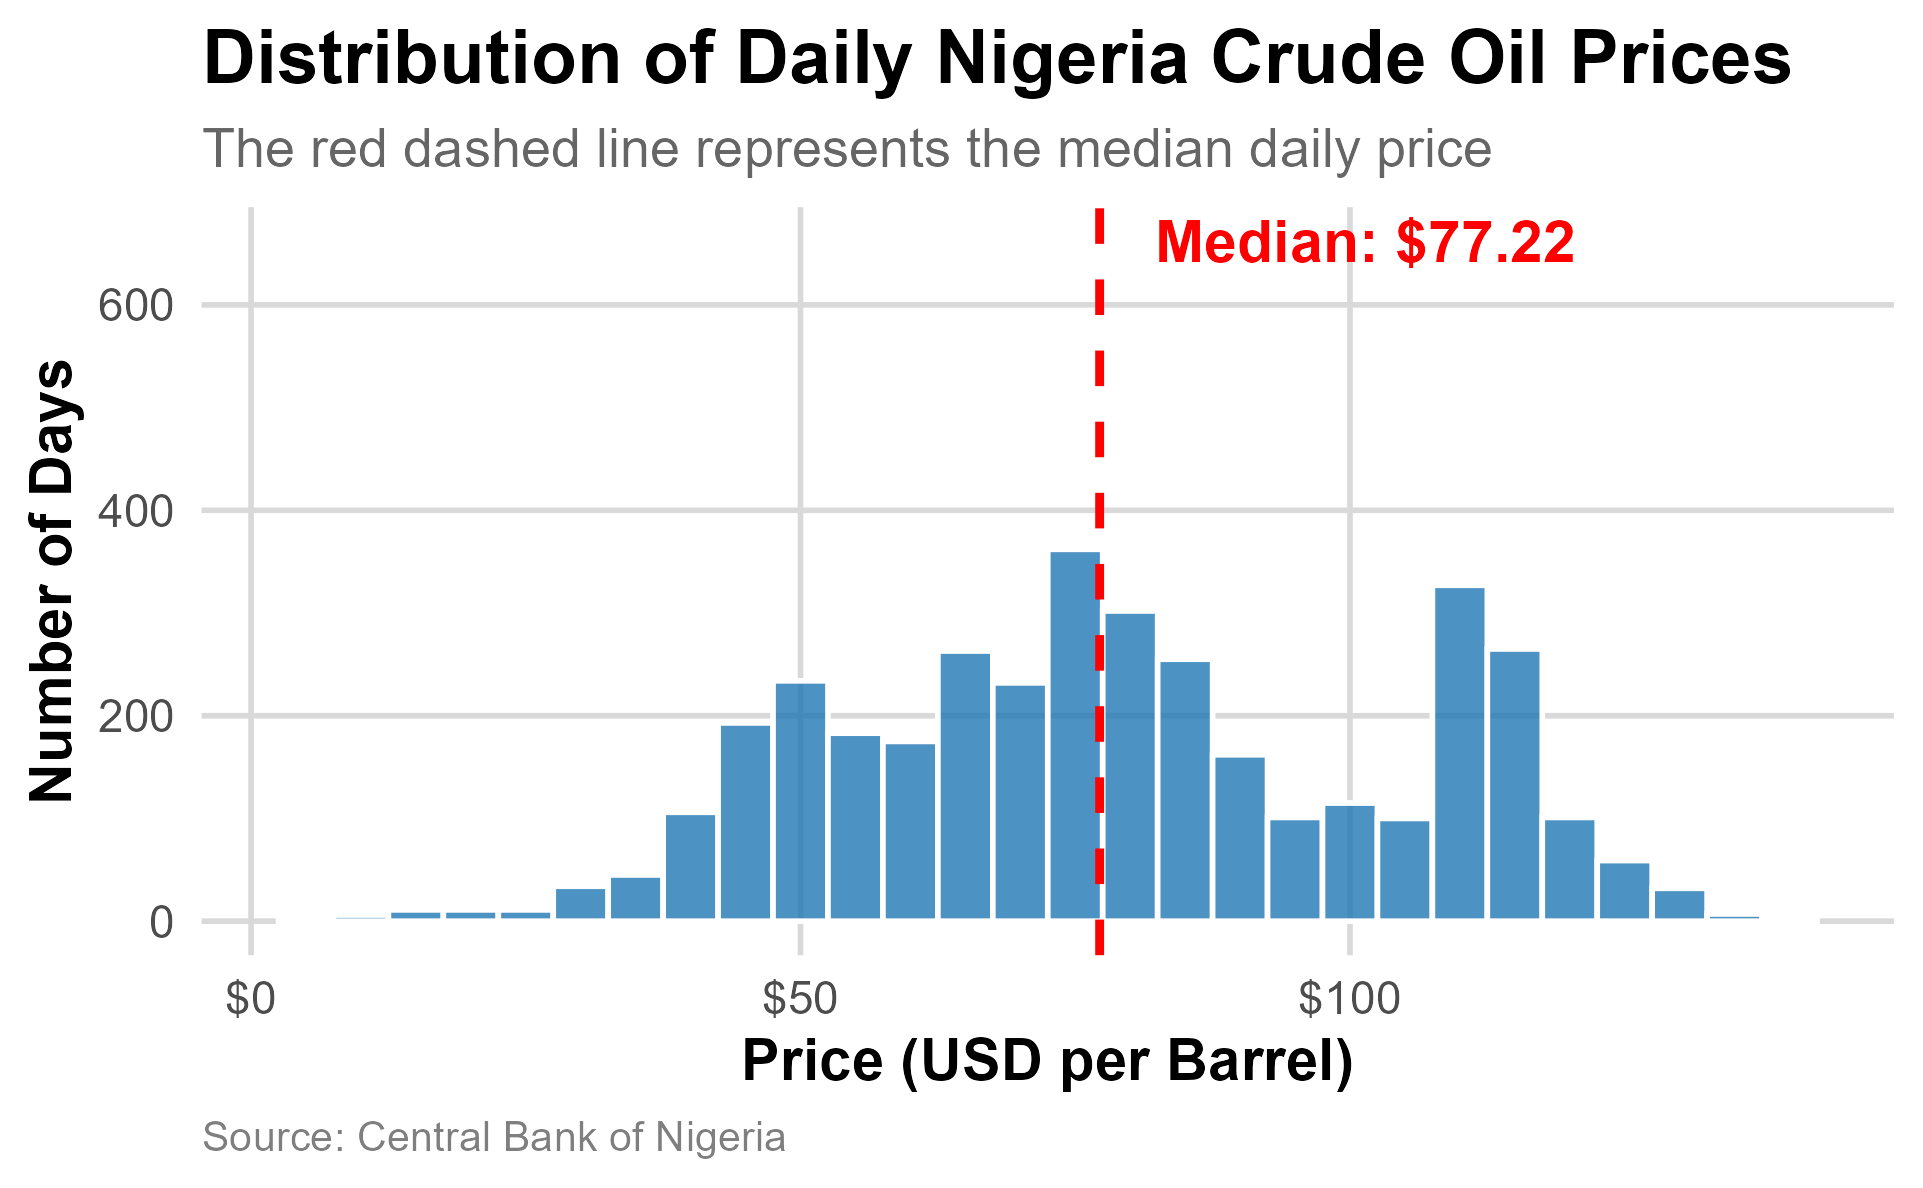 Distribution of Daily Nigeria Crude Oil Prices
The red dashed line represents the median daily price
Median: $77.22
600
400
200
0
Number of Days
$0 $50 $100
Price (USD per Barrel)
Source: Central Bank of Nigeria